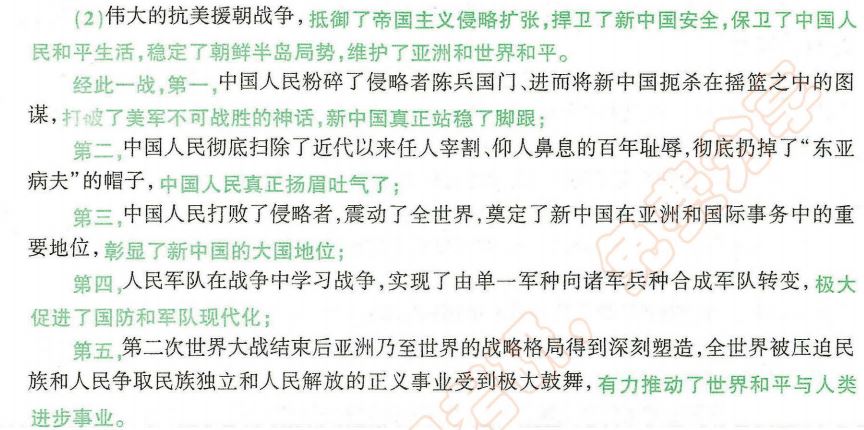 (2)伟大的抗美援朝战争,抵御了帝国主义侵略扩张,捍卫了新中国安全,保卫了中国人
民和平生活,稳定了朝鲜半岛局势,维护了亚洲和世界和平。
经此一战,第一,中国人民粉碎了侵略者陈兵国门、进而将新中国扼杀在摇篮之中的图
谋,打破了美军不可战胜的神话,新中国真正站稳了脚跟;
第二,中国人民彻底扫除了近代以来任人宰割、仰人鼻息的百年耻辱,彻底扔掉了“东亚
病夫”的帽子,中国人民真正扬眉吐气了;
第三,中国人民打败了侵略者,震动了全世界,奠定了新中国在亚洲和国际事务中的重
要地位,彰显了新中国的大国地位;
第四,人民军队在战争中学习战争,实现了由单一军种向诸军兵种合成军队转变,极大
促进了国防和军队现代化;
第五,第二次世界大战结束后亚洲乃至世界的战略格局得到深刻塑造,全世界被压迫民
族和人民争取民族独立和人民解放的正义事业受到极大鼓舞,有力推动了世界和平与人类
进步事业。
免费分享